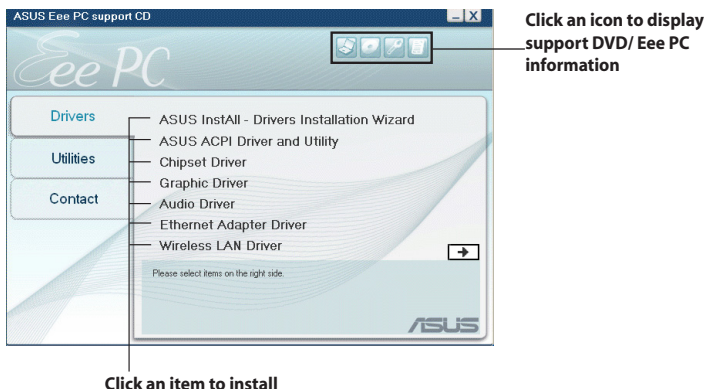 ASUS Eee PC support CD
Click an icon to display
support DVD/ Eee PC
information
Eee PC
Drivers
Utilities
Contact
ASUS InstAll - Drivers Installation Wizard
ASUS ACPI Driver and Utility
Chipset Driver
Graphic Driver
Audio Driver
Ethernet Adapter Driver
Wireless LAN Driver
Please select items on the right side.
ASUS
Click an item to install